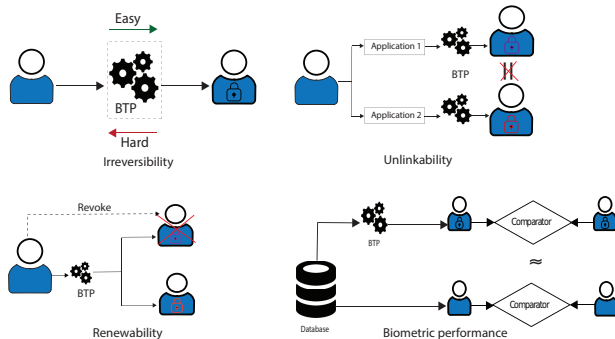 Easy
BTP
Hard
Irreversibility
Application 1
BTP
Application 2
Unlinkability
Revoke
BTP
Renewability
BTP
Comparator
≈
Comparator
Database
Biometric performance